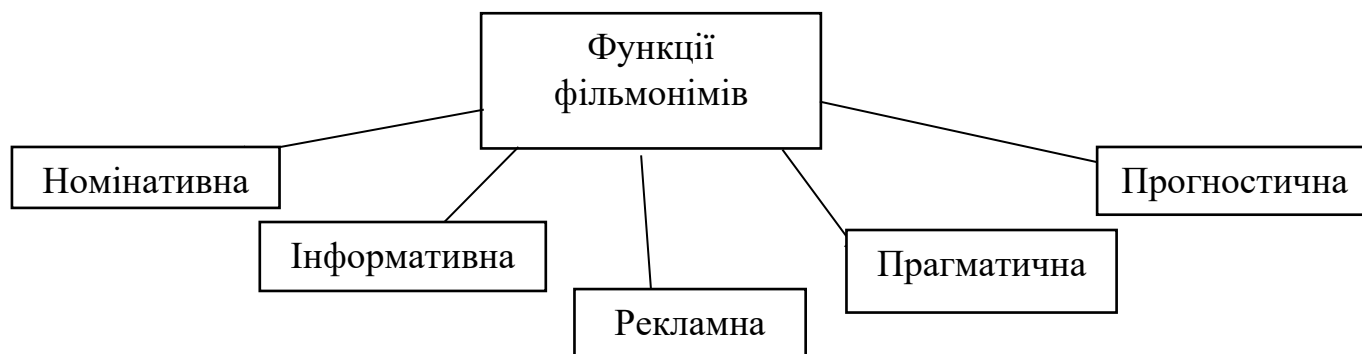 Функції
фільмонімів
Номінативна
Інформативна
Рекламна
Прагматична
Прогностична